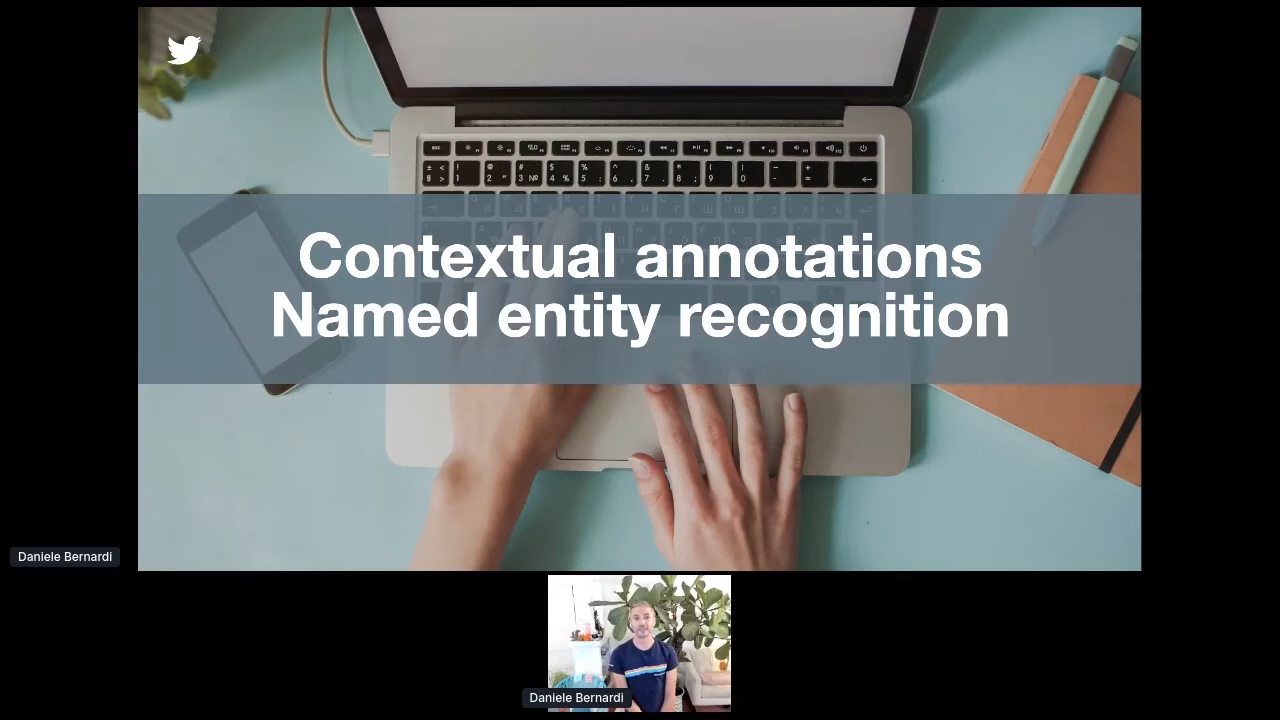 Contextual annotations
Named entity recognition
Daniele Bernardi
Daniele Bernardi